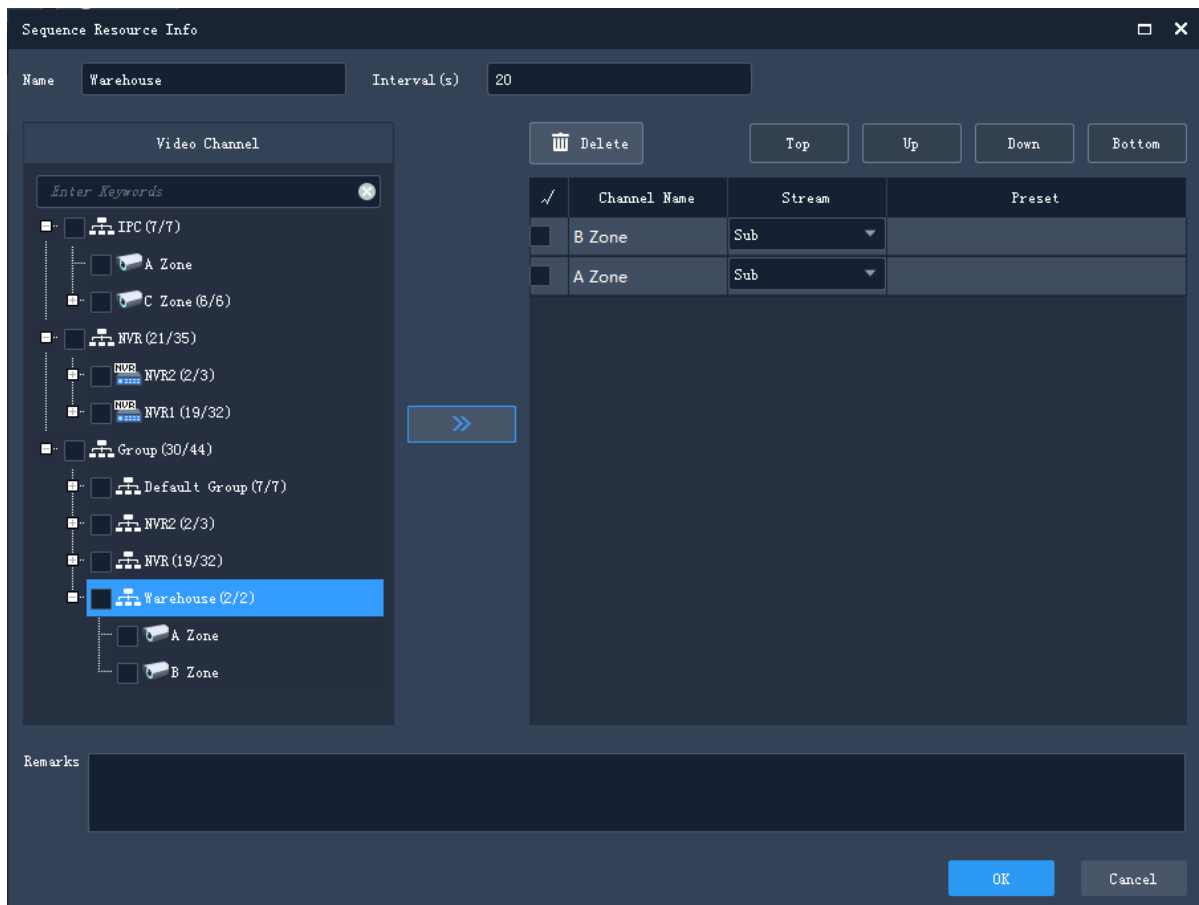 Sequence Resource Info
Name Warehouse Interval(s) 20
Video Channel
Delete Top Up Down Bottom
Enter Keywords
Channel Name Stream Preset
IPC(7/7)
B Zone Sub
A Zone
A Zone Sub
C Zone(6/6)
NVR(21/35)
NVR NVR2(2/3)
NVR NVR1(19/32)
Group(30/44)
Default Group(7/7)
NVR2(2/3)
NVR(19/32)
Warehouse(2/2)
A Zone
B Zone
Remarks
OK Cancel